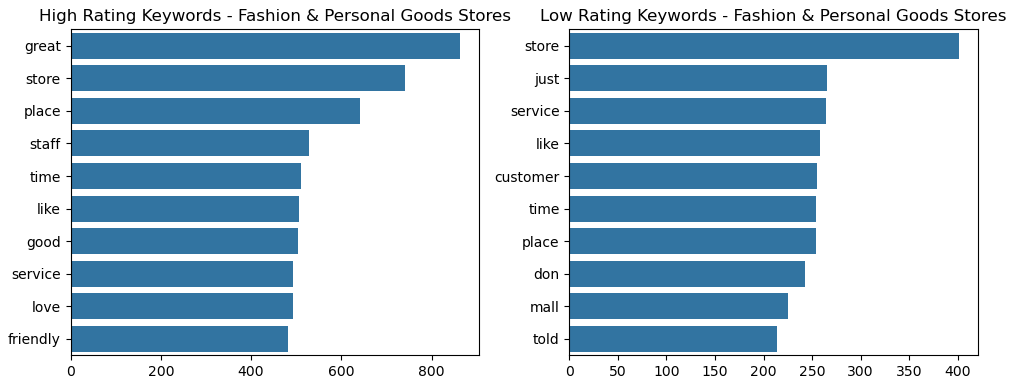 High Rating Keywords - Fashion & Personal Goods Stores
great
store
place
staff
time
like
good
service
love
friendly
0 200 400 600 800
Low Rating Keywords - Fashion & Personal Goods Stores
store
just
service
like
customer
time
place
don
mall
told
0 50 100 150 200 250 300 350 400